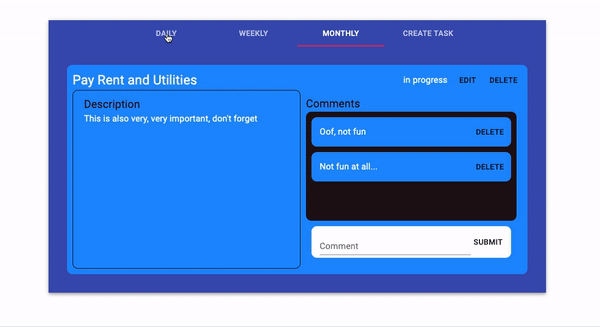 DAILY WEEKLY MONTHLY CREATE TASK
Pay Rent and Utilities in progress EDIT DELETE
Description
This is also very, very important, don't forget
Comments
Oof, not fun DELETE
Not fun at all... DELETE
Comment SUBMIT